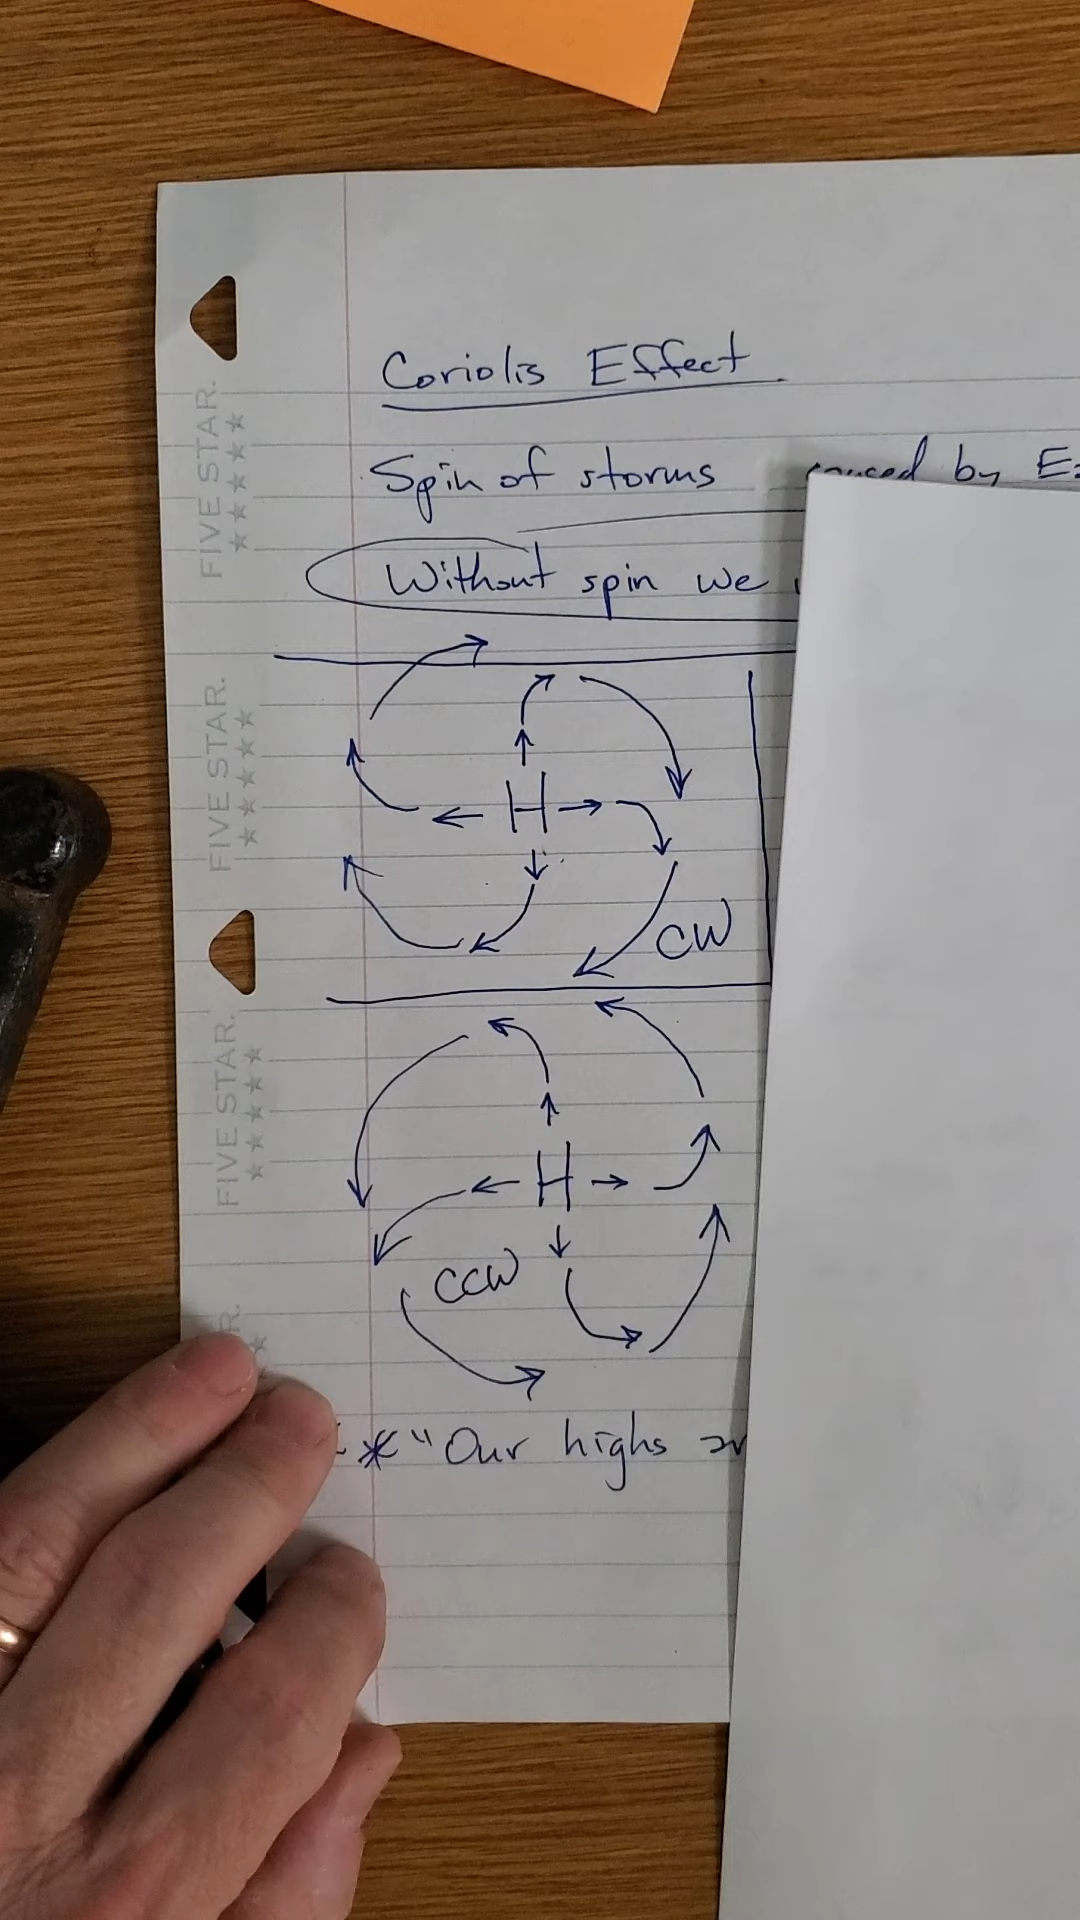 Coriolis Effect
Spin of storms caused by
Without spin we
H
CW
H
CCW
* "Our highs
FIVE STAR.
FIVE STAR.
FIVE STAR.